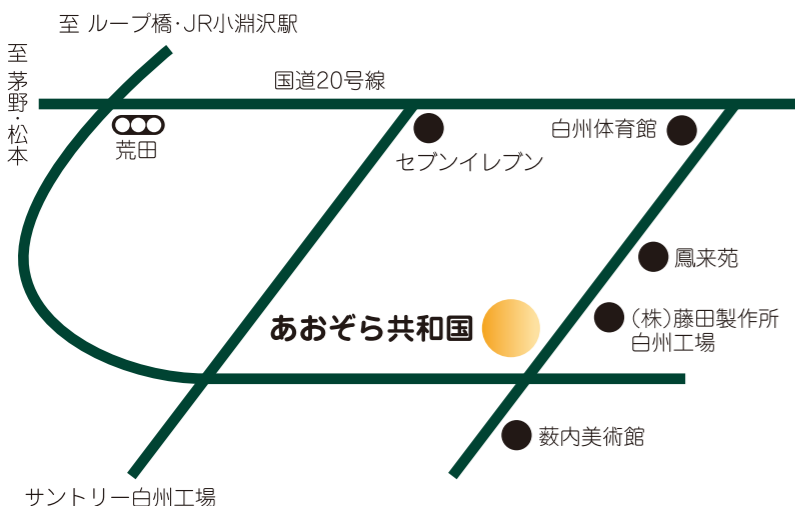 至 ループ橋・JR小淵沢駅
至 茅野・松本
国道20号線
荒田
セブンイレブン
白州体育館
鳳来苑
あおぞら共和国
(株)藤田製作所
白州工場
薮内美術館
サントリー白州工場